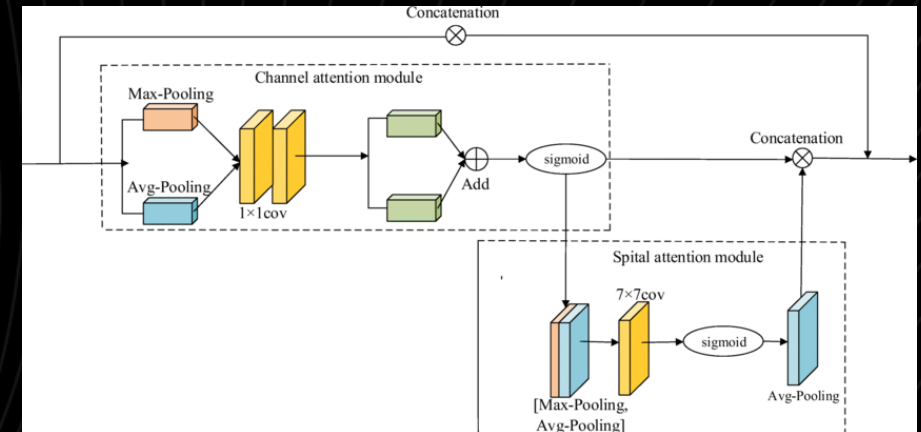 Concatenation
Channel attention module
Max-Pooling
Concatenation
sigmoid
Avg-Pooling
Add
1×1cov
Spital attention module
7×7cov
sigmoid
Avg-Pooling
[Max-Pooling,
Avg-Pooling]